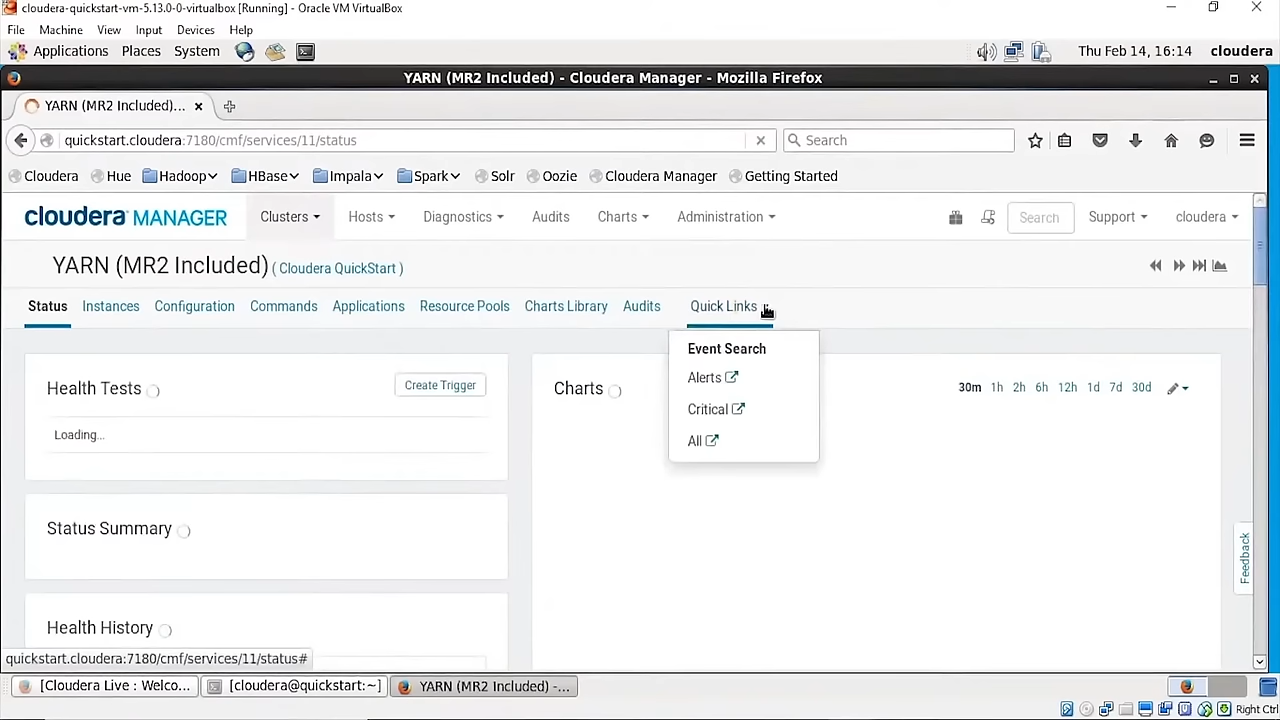 cloudera-quickstart-vm-5.13.0-0-virtualbox [Running] - Oracle VM VirtualBox
File Machine View Input Devices Help
Applications Places System Thu Feb 14, 16:14 cloudera
YARN (MR2 Included) - Cloudera Manager - Mozilla Firefox
YARN (MR2 Included)...
quickstart.cloudera:7180/cmf/services/11/status Search
Cloudera Hue Hadoop HBase Impala Spark Solr Oozie Cloudera Manager Getting Started
cloudera MANAGER Clusters Hosts Diagnostics Audits Charts Administration Search Support cloudera
YARN (MR2 Included) ( Cloudera QuickStart )
Status Instances Configuration Commands Applications Resource Pools Charts Library Audits Quick Links
Event Search
Alerts
Critical
All
Health Tests Create Trigger
Loading...
Charts 30m 1h 2h 6h 12h 1d 7d 30d
Status Summary
Health History
Feedback
quickstart.cloudera:7180/cmf/services/11/status#
[Cloudera Live : Welco... [cloudera@quickstart:~] YARN (MR2 Included) -...
Right Ctrl